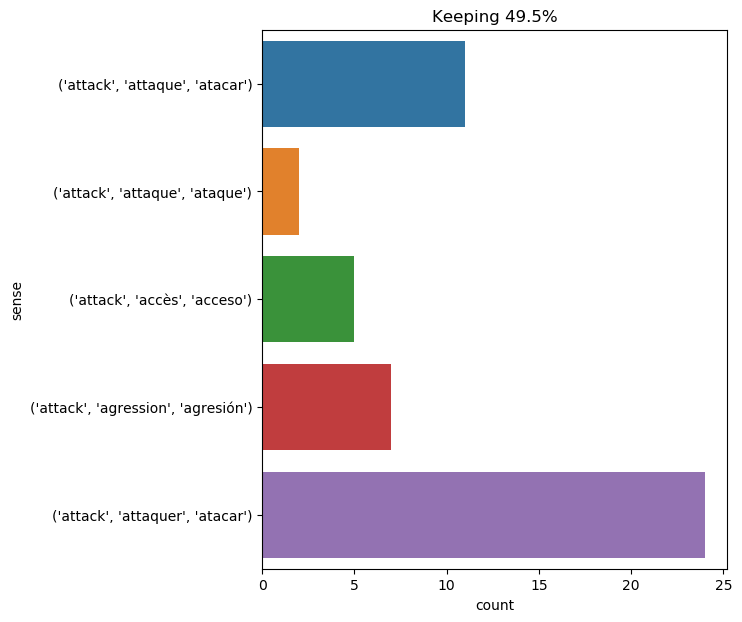 Keeping 49.5%
('attack', 'attaque', 'atacar')
('attack', 'attaque', 'ataque')
('attack', 'accès', 'acceso')
('attack', 'agression', 'agresión')
('attack', 'attaquer', 'atacar')
sense
0 5 10 15 20 25
count